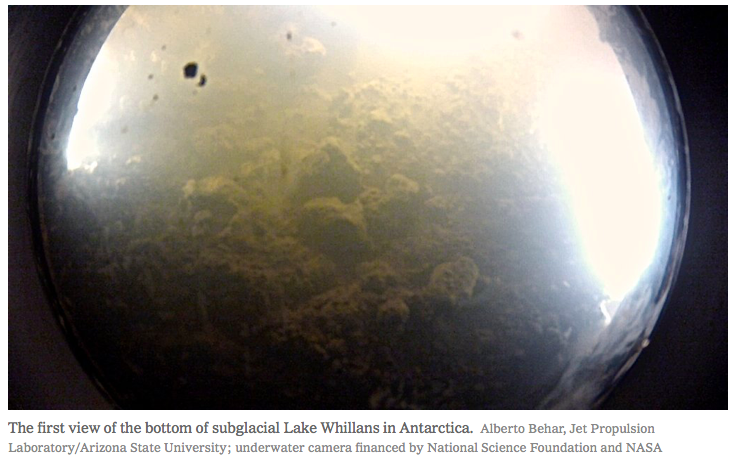 The first view of the bottom of subglacial Lake Whillans in Antarctica. Alberto Behar, Jet Propulsion
Laboratory/Arizona State University; underwater camera financed by National Science Foundation and NASA